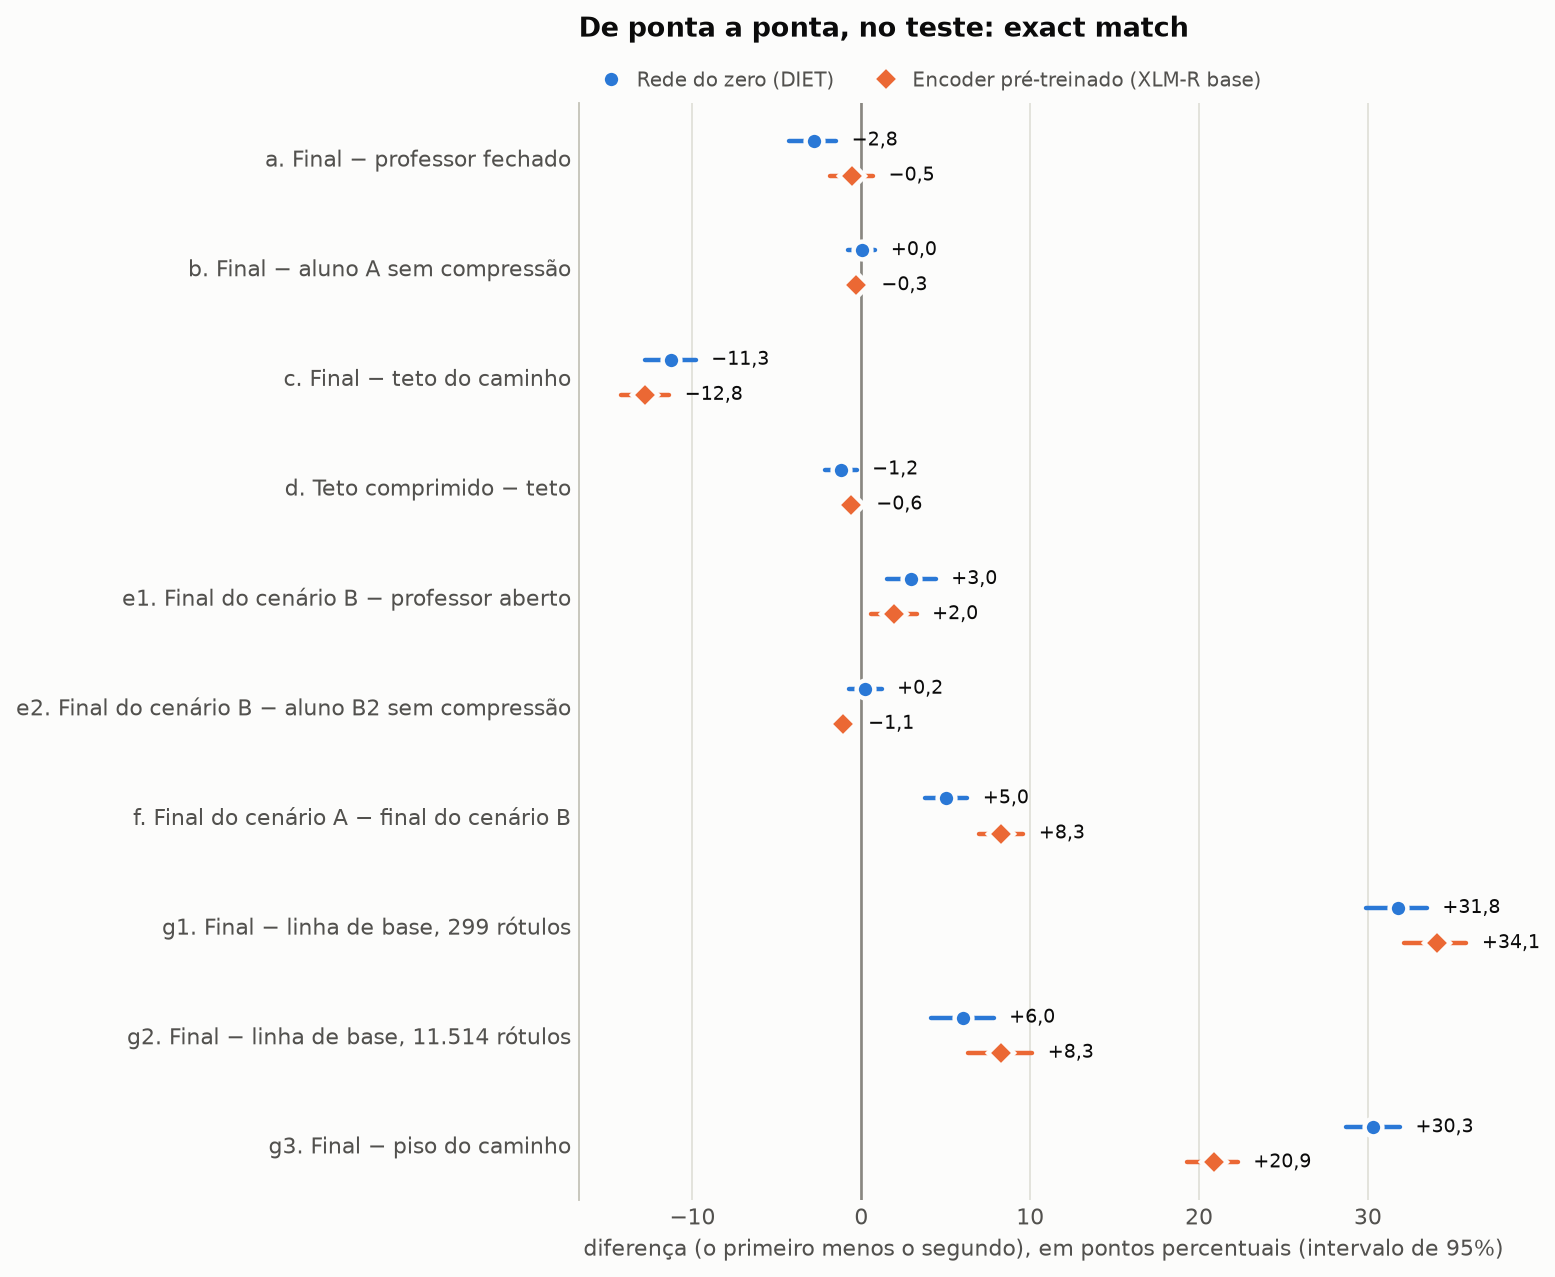 De ponta a ponta, no teste: exact match
Rede do zero (DIET)
Encoder pré-treinado (XLM-R base)
a. Final − professor fechado
−2,8
−0,5
b. Final − aluno A sem compressão
+0,0
−0,3
c. Final − teto do caminho
−11,3
−12,8
d. Teto comprimido − teto
−1,2
−0,6
e1. Final do cenário B − professor aberto
+3,0
+2,0
e2. Final do cenário B − aluno B2 sem compressão
+0,2
−1,1
f. Final do cenário A − final do cenário B
+5,0
+8,3
g1. Final − linha de base, 299 rótulos
+31,8
+34,1
g2. Final − linha de base, 11.514 rótulos
+6,0
+8,3
g3. Final − piso do caminho
+30,3
+20,9
−10 0 10 20 30
diferença (o primeiro menos o segundo), em pontos percentuais (intervalo de 95%)